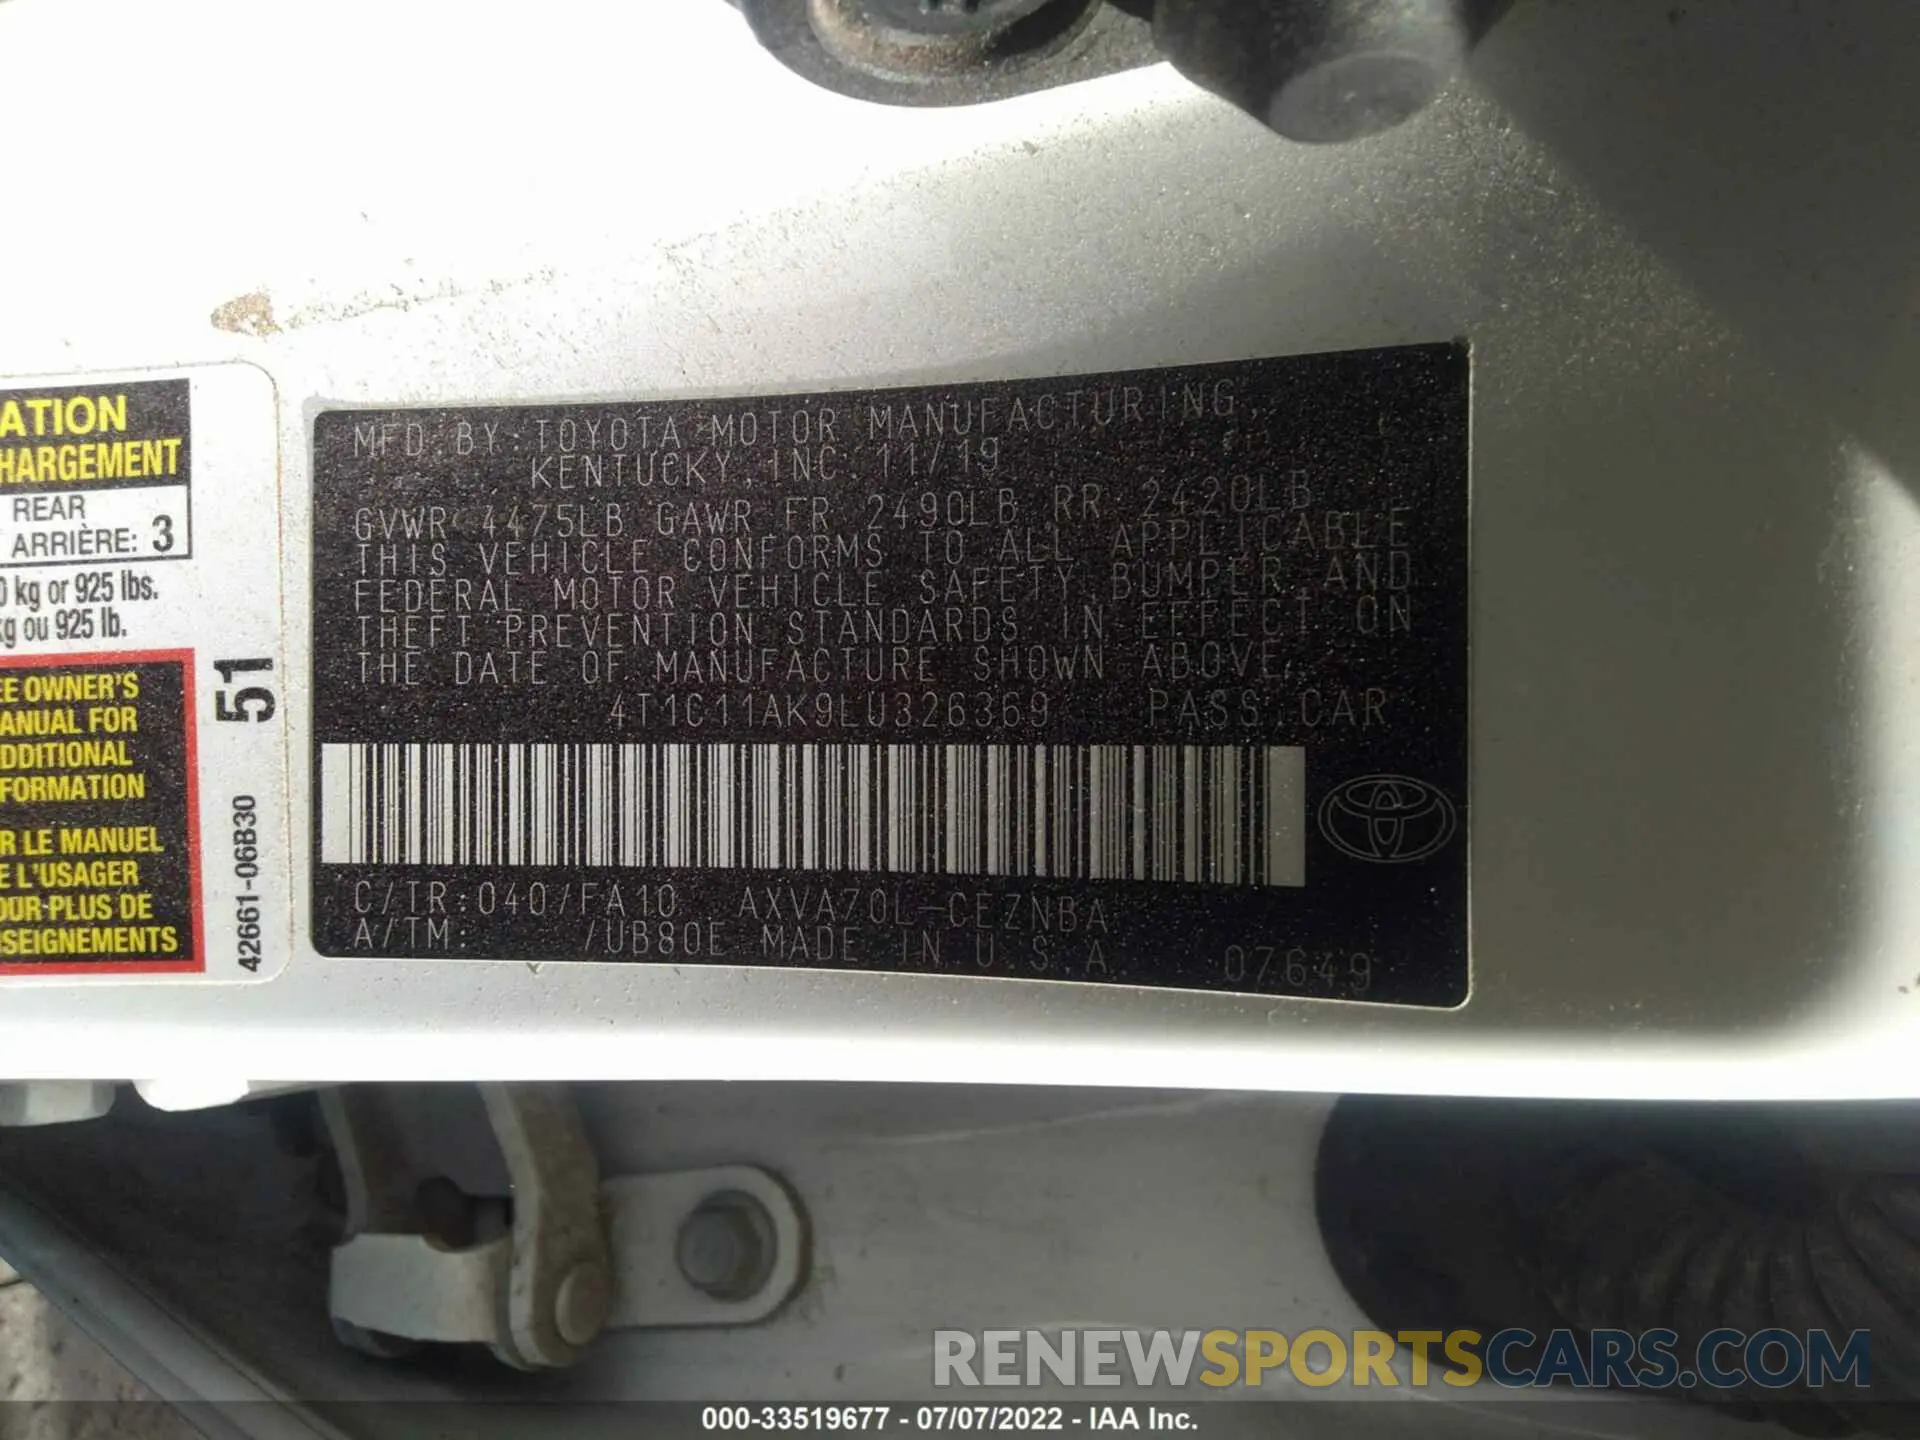 ATION
HARGEMENT
REAR
ARRIÈRE: 3
0 kg or 925 lbs.
kg ou 925 lb.
EE OWNER'S
MANUAL FOR
DDITIONAL
FORMATION
R LE MANUEL
E L'USAGER
OUR PLUS DE
SEIGNEMENTS
51
42661-06B30
MFD. BY: TOYOTA MOTOR MANUFACTURING,
KENTUCKY, INC. 11/19
GVWR 4475LB GAWR FR 2490LB RR 2420LB
THIS VEHICLE CONFORMS TO ALL APPLICABLE
FEDERAL MOTOR VEHICLE SAFETY, BUMPER, AND
THEFT PREVENTION STANDARDS IN EFFECT ON
THE DATE OF MANUFACTURE SHOWN ABOVE.
4T1C11AK9LU326369 PASS. CAR
C/TR: 040/FA10 AXVA70L-CEZNBA
A/TM: /UB80E MADE IN U.S.A. 07649
RENEWSPORTSCARS.COM
000-33519677 - 07/07/2022 - IAA Inc.